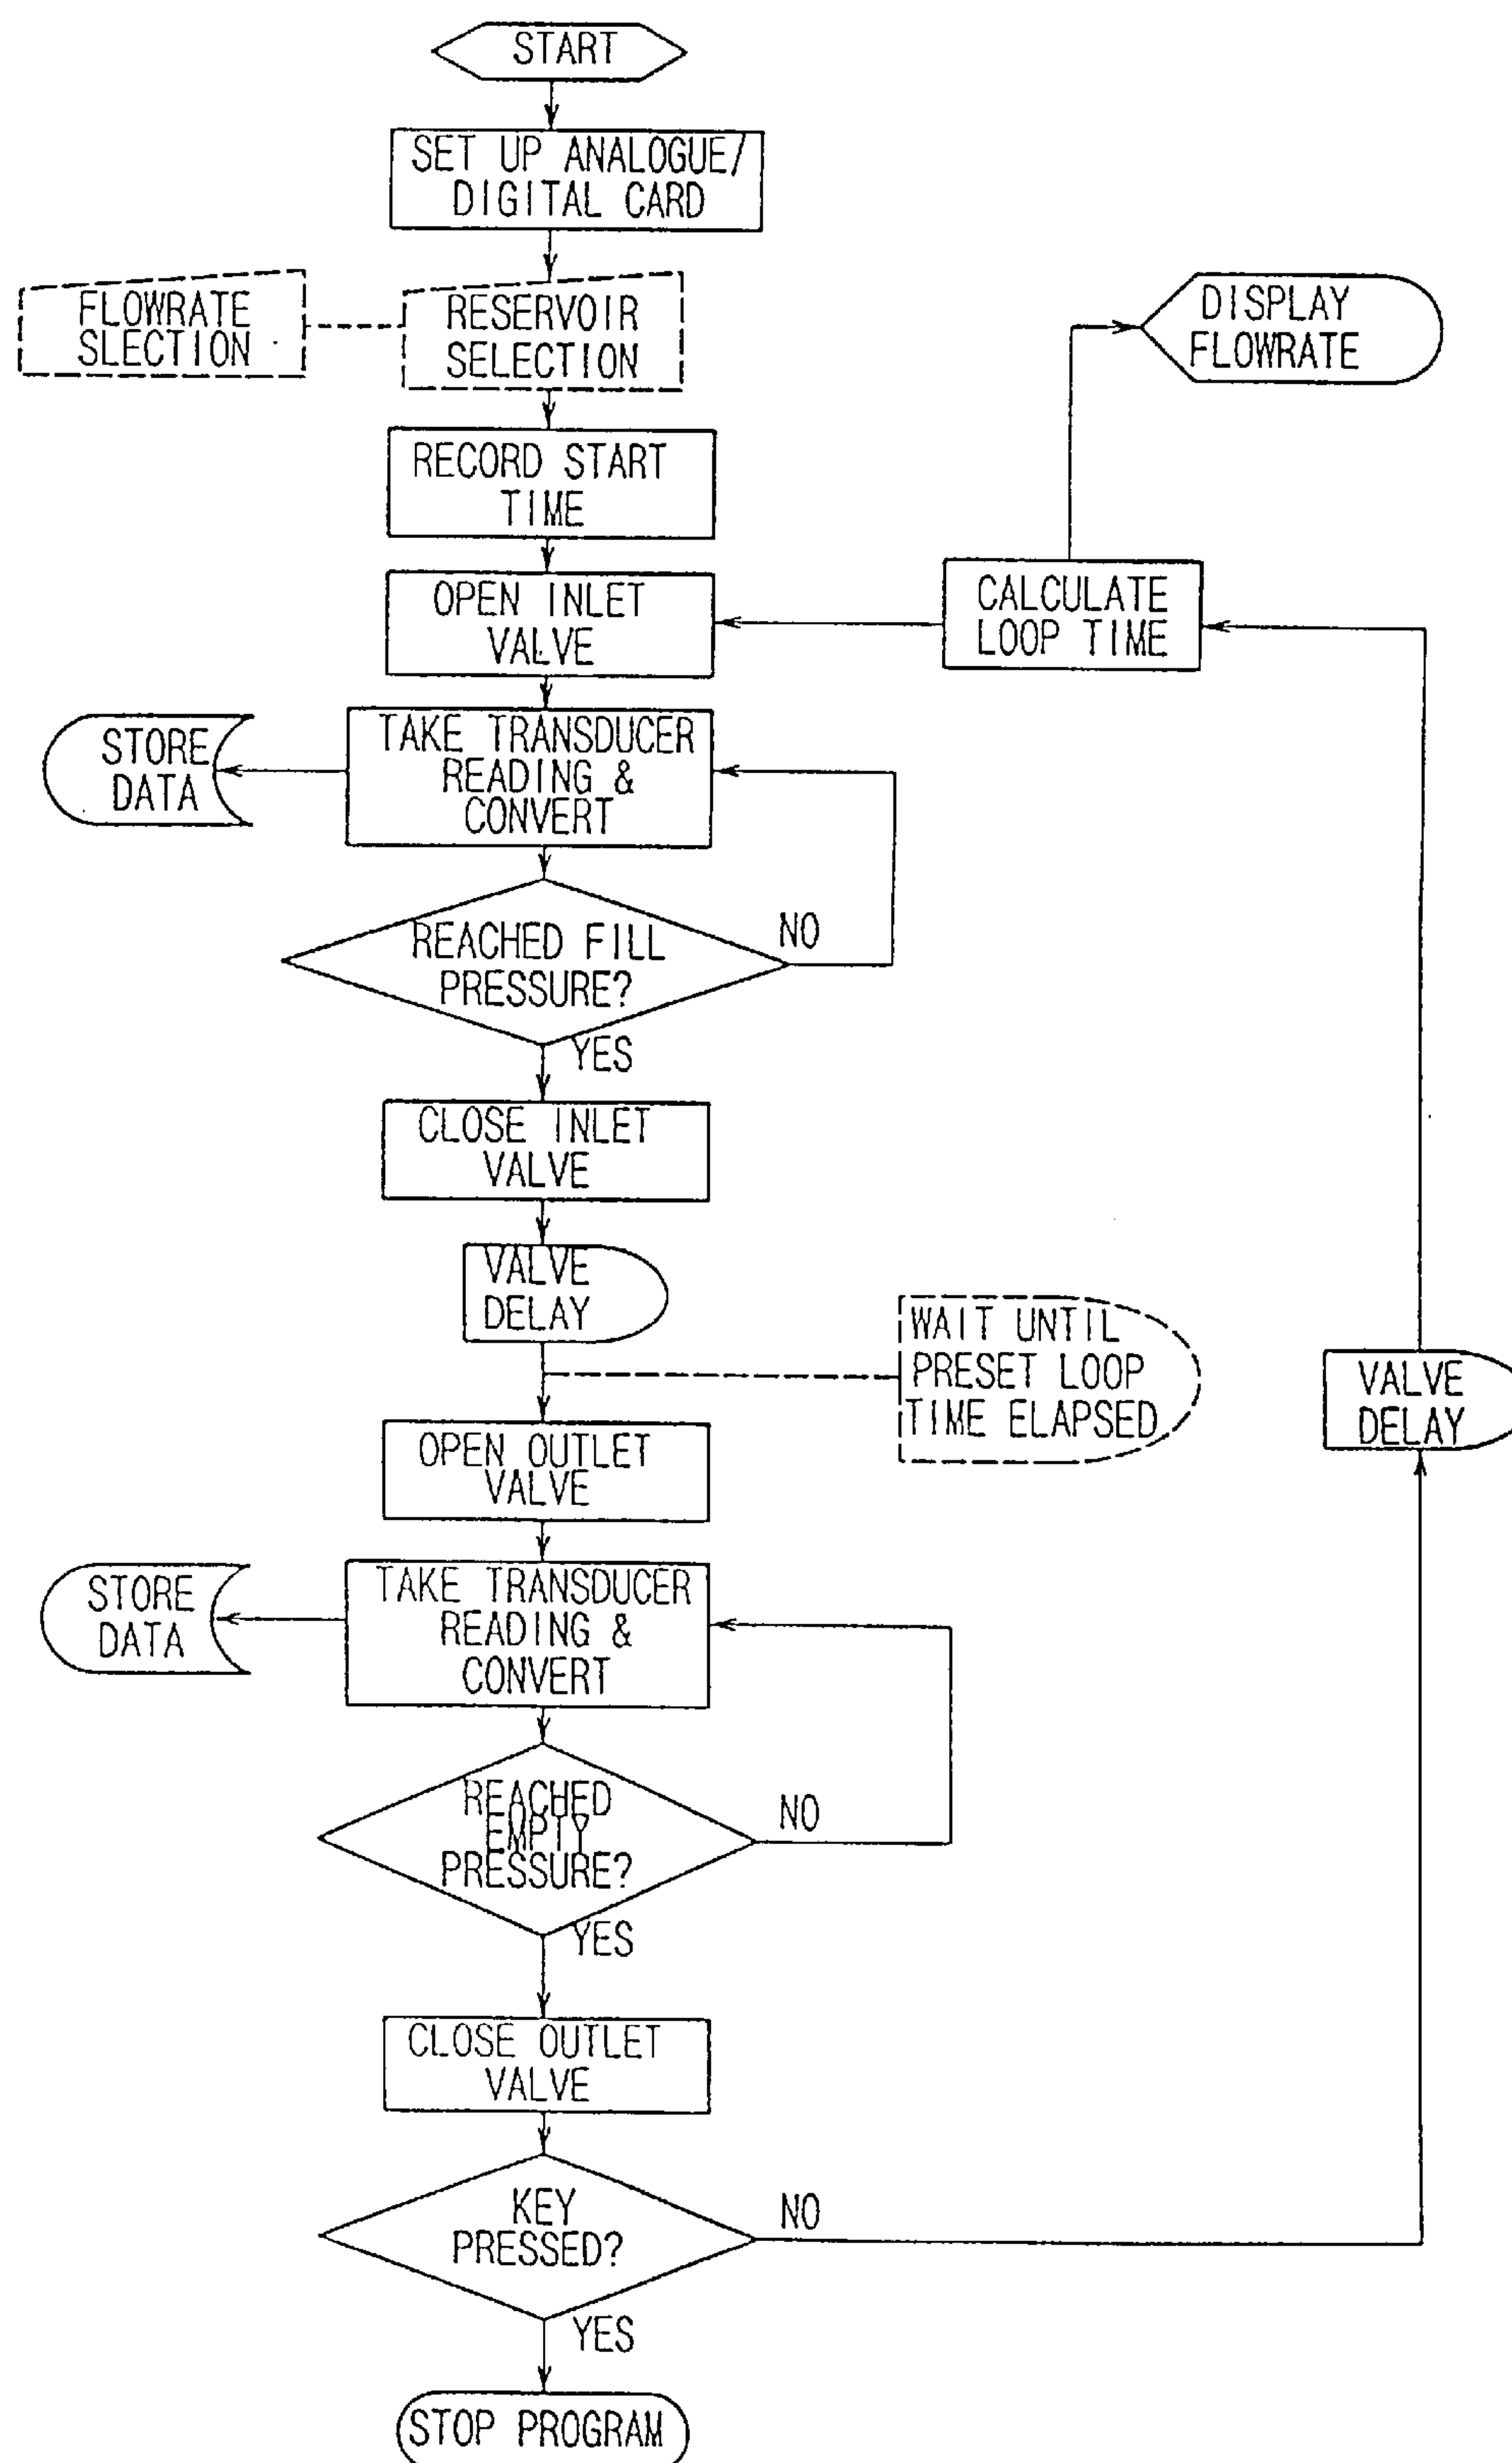 START
SET UP ANALOGUE/
DIGITAL CARD
FLOWRATE
SLECTION
RESERVOIR
SELECTION
DISPLAY
FLOWRATE
RECORD START
TIME
OPEN INLET
VALVE
CALCULATE
LOOP TIME
STORE
DATA
TAKE TRANSDUCER
READING &
CONVERT
REACHED FILL
PRESSURE?
NO
YES
CLOSE INLET
VALVE
VALVE
DELAY
WAIT UNTIL
PRESET LOOP
TIME ELAPSED
VALVE
DELAY
OPEN OUTLET
VALVE
STORE
DATA
TAKE TRANSDUCER
READING &
CONVERT
REACHED
EMPTY
PRESSURE?
NO
YES
CLOSE OUTLET
VALVE
KEY
PRESSED?
NO
YES
STOP PROGRAM